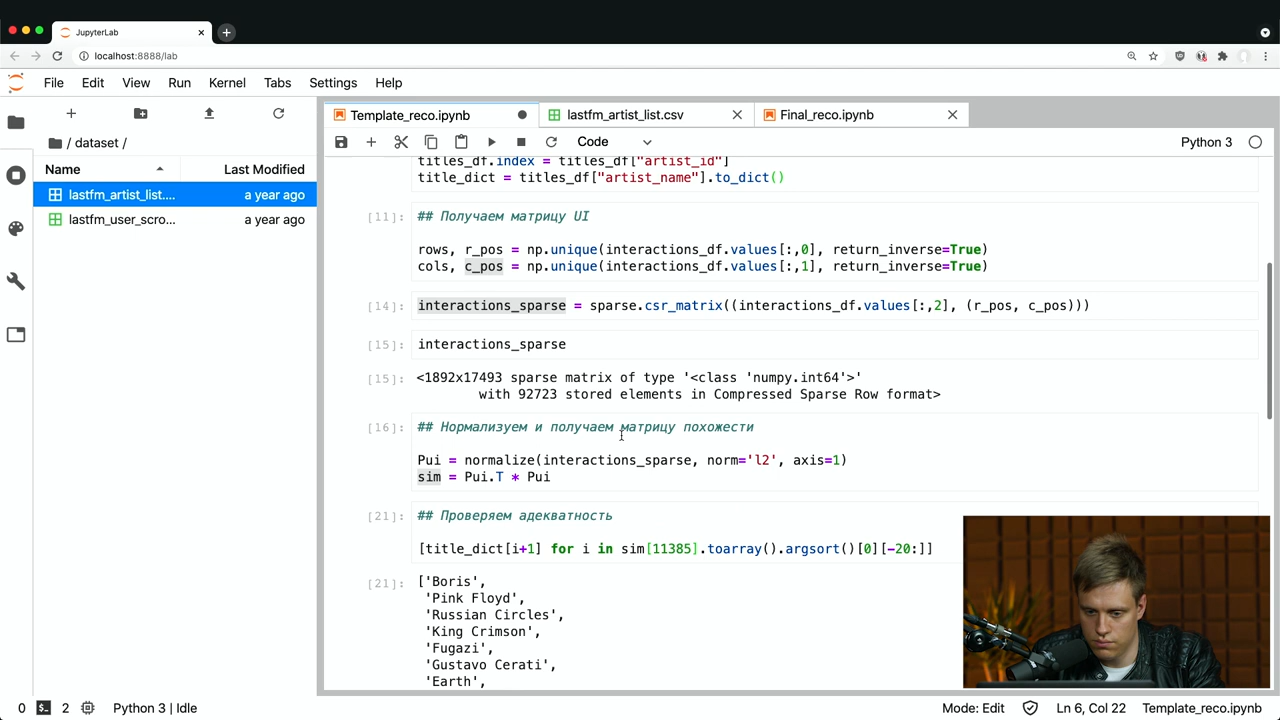 JupyterLab
localhost:8888/lab
File Edit View Run Kernel Tabs Settings Help
Template_reco.ipynb lastfm_artist_list.csv Final_reco.ipynb
Code Python 3
/ dataset /
Name Last Modified
lastfm_artist_list.... a year ago
lastfm_user_scro... a year ago
titles_df.index = titles_df["artist_id"]
title_dict = titles_df["artist_name"].to_dict()
[11]: ## Получаем матрицу UI
rows, r_pos = np.unique(interactions_df.values[:,0], return_inverse=True)
cols, c_pos = np.unique(interactions_df.values[:,1], return_inverse=True)
[14]: interactions_sparse = sparse.csr_matrix((interactions_df.values[:,2], (r_pos, c_pos)))
[15]: interactions_sparse
[15]: <1892x17493 sparse matrix of type '<class 'numpy.int64'>'
with 92723 stored elements in Compressed Sparse Row format>
[16]: ## Нормализуем и получаем матрицу похожести
Pui = normalize(interactions_sparse, norm='l2', axis=1)
sim = Pui.T * Pui
[21]: ## Проверяем адекватность
[title_dict[i+1] for i in sim[11385].toarray().argsort()[0][-20:]]
[21]: ['Boris',
'Pink Floyd',
'Russian Circles',
'King Crimson',
'Fugazi',
'Gustavo Cerati',
'Earth',
0 2 Python 3 | Idle Mode: Edit Ln 6, Col 22 Template_reco.ipynb